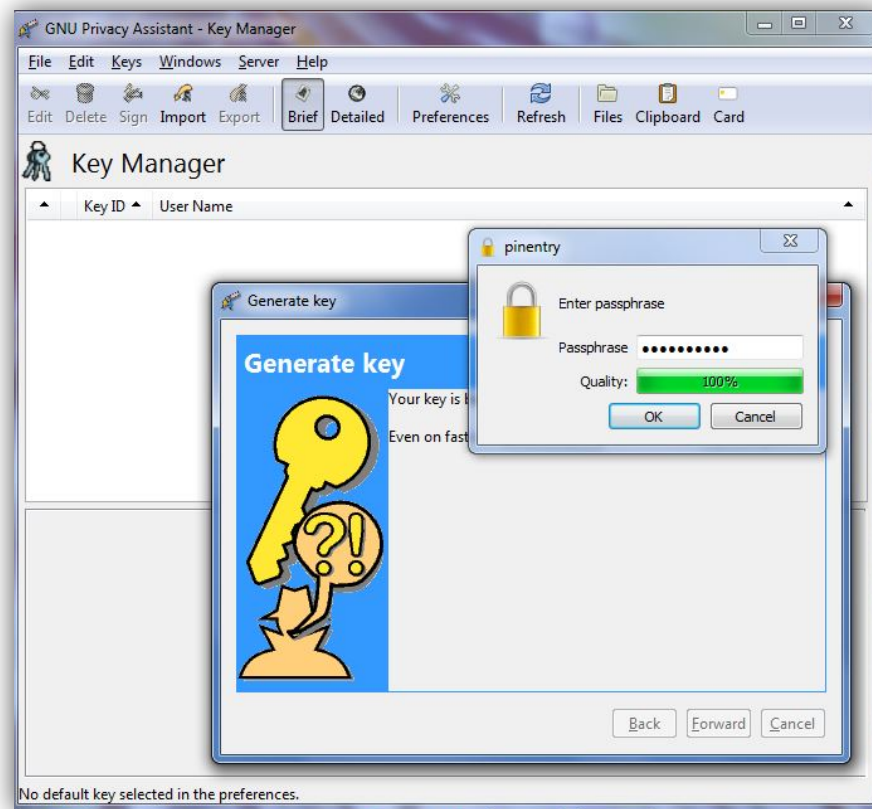 GNU Privacy Assistant - Key Manager
File Edit Keys Windows Server Help
Edit Delete Sign Import Export Brief Detailed Preferences Refresh Files Clipboard Card
Key Manager
Key ID User Name
pinentry
Enter passphrase
Passphrase ••••••••••
Quality: 100%
OK Cancel
Generate key
Generate key
Your key is
Even on fast
?!
Back Forward Cancel
No default key selected in the preferences.